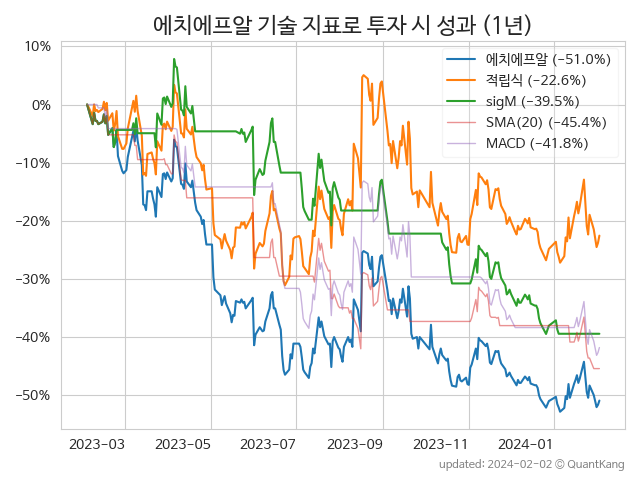 에치에프알 기술 지표로 투자 시 성과 (1년)
10%
0%
−10%
−20%
−30%
−40%
−50%
에치에프알 (−51.0%)
적립식 (−22.6%)
sigM (−39.5%)
SMA(20) (−45.4%)
MACD (−41.8%)
2023-03
2023-05
2023-07
2023-09
2023-11
2024-01
updated: 2024-02-02 © QuantKang